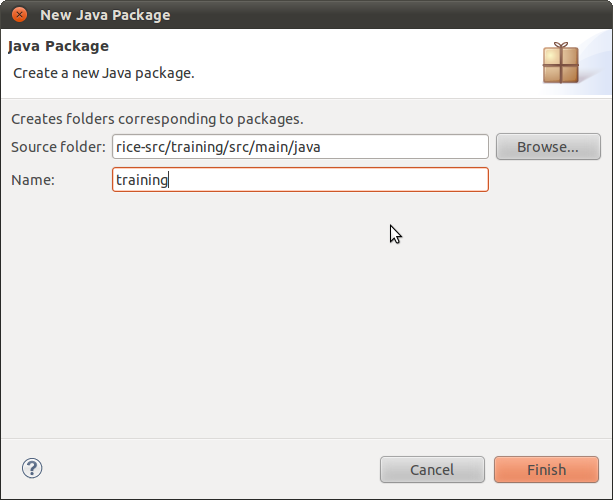 New Java Package
Java Package
Create a new Java package.
Creates folders corresponding to packages.
Source folder: rice-src/training/src/main/java Browse...
Name: training
? Cancel Finish